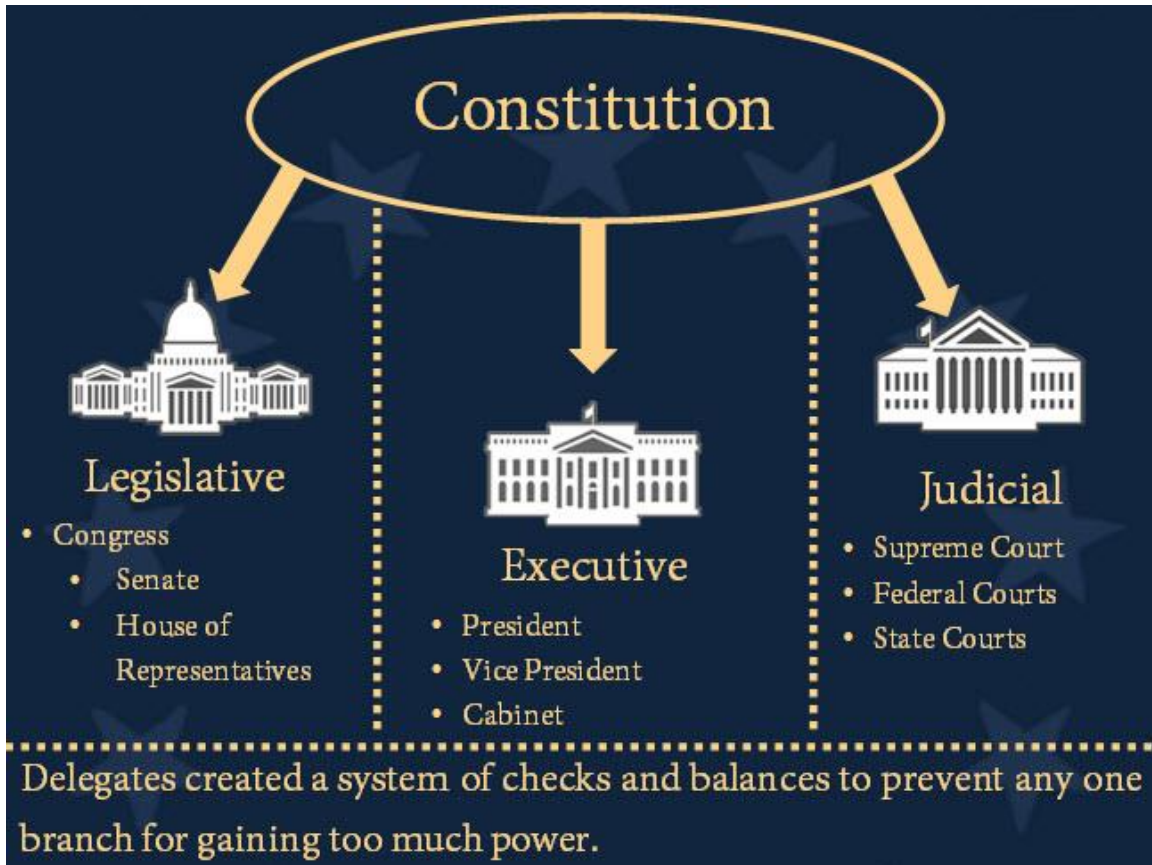 Constitution
Legislative
• Congress
• Senate
• House of
Representatives
Executive
• President
• Vice President
• Cabinet
Judicial
• Supreme Court
• Federal Courts
• State Courts
Delegates created a system of checks and balances to prevent any one
branch for gaining too much power.